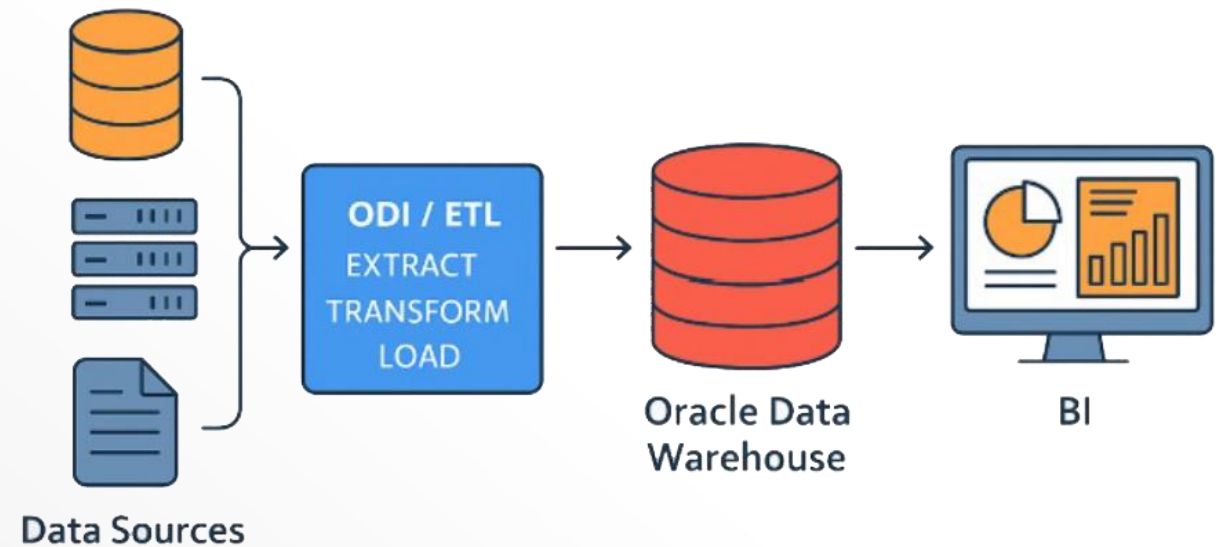 ODI / ETL
EXTRACT
TRANSFORM
LOAD
Oracle Data
Warehouse
BI
Data Sources